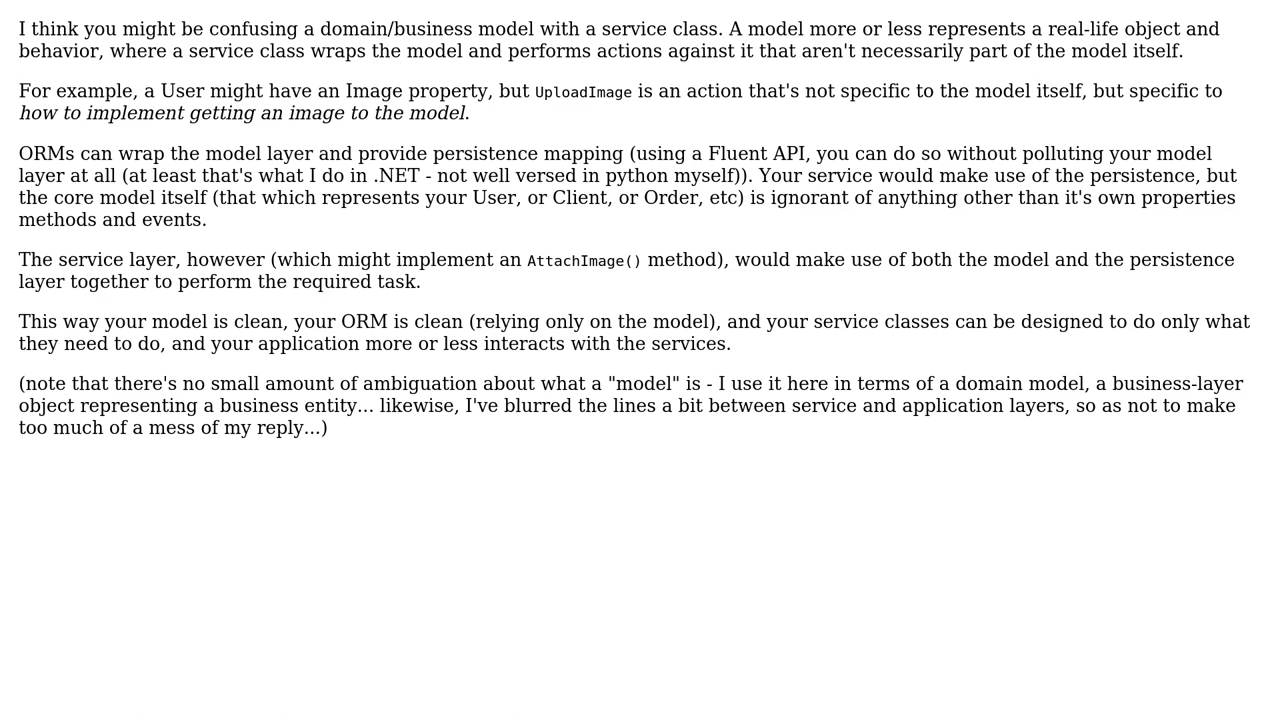 I think you might be confusing a domain/business model with a service class. A model more or less represents a real-life object and
behavior, where a service class wraps the model and performs actions against it that aren't necessarily part of the model itself.
For example, a User might have an Image property, but UploadImage is an action that's not specific to the model itself, but specific to
how to implement getting an image to the model.
ORMs can wrap the model layer and provide persistence mapping (using a Fluent API, you can do so without polluting your model
layer at all (at least that's what I do in .NET - not well versed in python myself)). Your service would make use of the persistence, but
the core model itself (that which represents your User, or Client, or Order, etc) is ignorant of anything other than it's own properties
methods and events.
The service layer, however (which might implement an AttachImage() method), would make use of both the model and the persistence
layer together to perform the required task.
This way your model is clean, your ORM is clean (relying only on the model), and your service classes can be designed to do only what
they need to do, and your application more or less interacts with the services.
(note that there's no small amount of ambiguation about what a "model" is - I use it here in terms of a domain model, a business-layer
object representing a business entity... likewise, I've blurred the lines a bit between service and application layers, so as not to make
too much of a mess of my reply...)